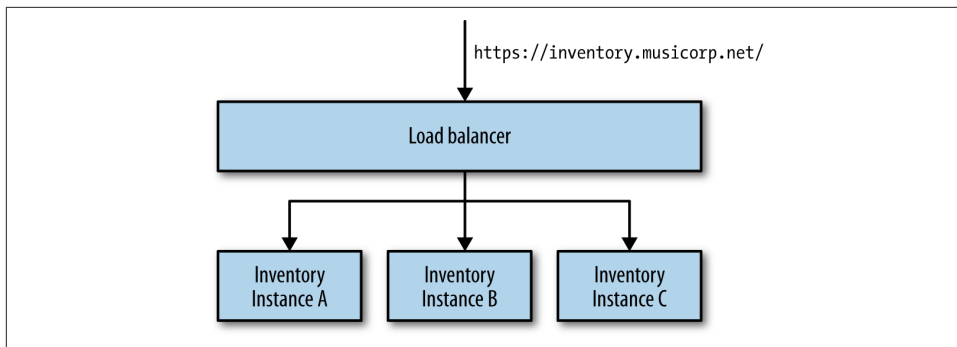 https://inventory.musicorp.net/
Load balancer
Inventory
Instance A
Inventory
Instance B
Inventory
Instance C